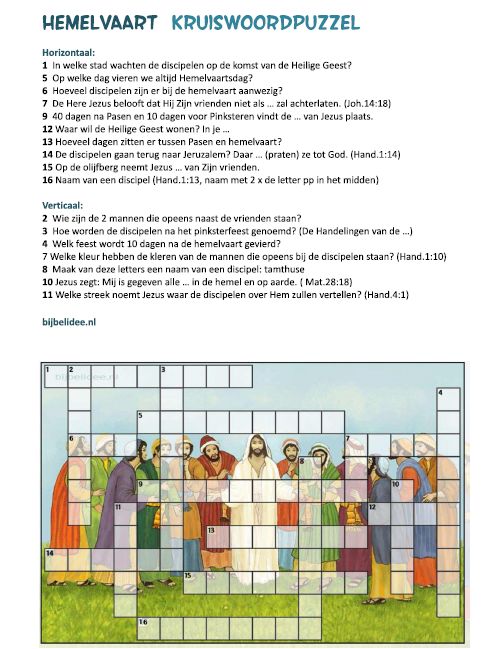 HEMELVAART KRUISWOORDPUZZEL
Horizontaal:
1 In welke stad wachten de discipelen op de komst van de Heilige Geest?
5 Op welke dag vieren we altijd Hemelvaartsdag?
6 Hoeveel discipelen zijn er bij de hemelvaart aanwezig?
7 De Here Jezus belooft dat Hij Zijn vrienden niet als … zal achterlaten. (Joh.14:18)
9 40 dagen na Pasen en 10 dagen voor Pinksteren vindt de … van Jezus plaats.
12 Waar wil de Heilige Geest wonen? In je …
13 Hoeveel dagen zitten er tussen Pasen en hemelvaart?
14 De discipelen gaan terug naar Jeruzalem? Daar … (praten) ze tot God. (Hand.1:14)
15 Op de olijfberg neemt Jezus … van Zijn vrienden.
16 Naam van een discipel (Hand.1:13, naam met 2 x de letter pp in het midden)
Verticaal:
2 Wie zijn de 2 mannen die opeens naast de vrienden staan?
3 Hoe worden de discipelen na het pinksterfeest genoemd? (De Handelingen van de …)
4 Welk feest wordt 10 dagen na de hemelvaart gevierd?
7 Welke kleur hebben de kleren van de mannen die opeens bij de discipelen staan? (Hand.1:10)
8 Maak van deze letters een naam van een discipel: tamthuse
10 Jezus zegt: Mij is gegeven alle … in de hemel en op aarde. ( Mat.28:18)
11 Welke streek noemt Jezus waar de discipelen over Hem zullen vertellen? (Hand.4:1)
bijbelidee.nl
1 2 3
bijbelidee.nl
4
5
6 7
8
9 10
11 12
13
14
15
16